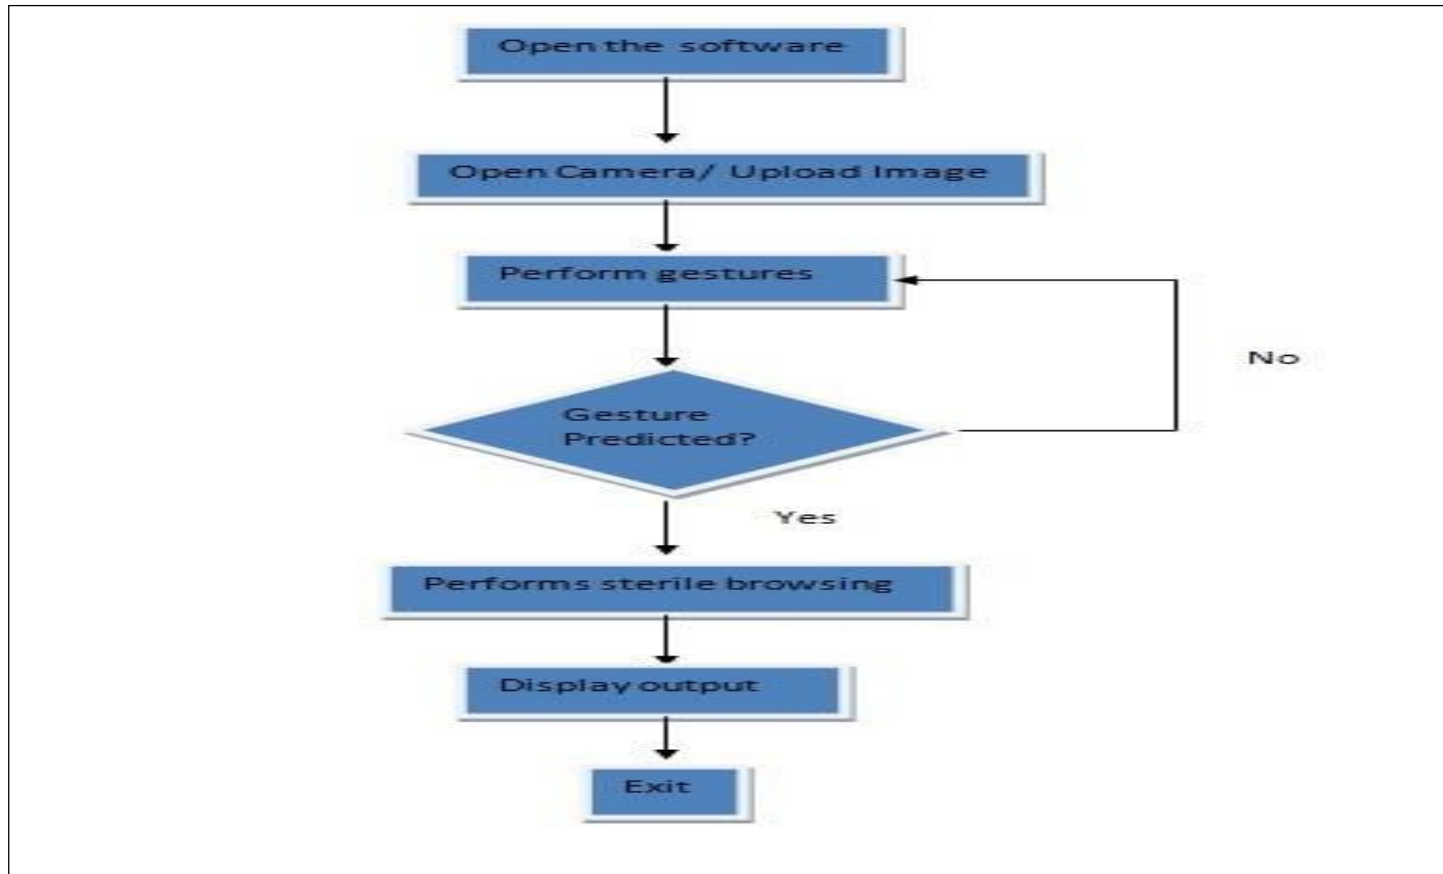 Open the software
Open Camera/ Upload Image
Perform gestures
No
Gesture
Predicted?
Yes
Performs sterile browsing
Display output
Exit